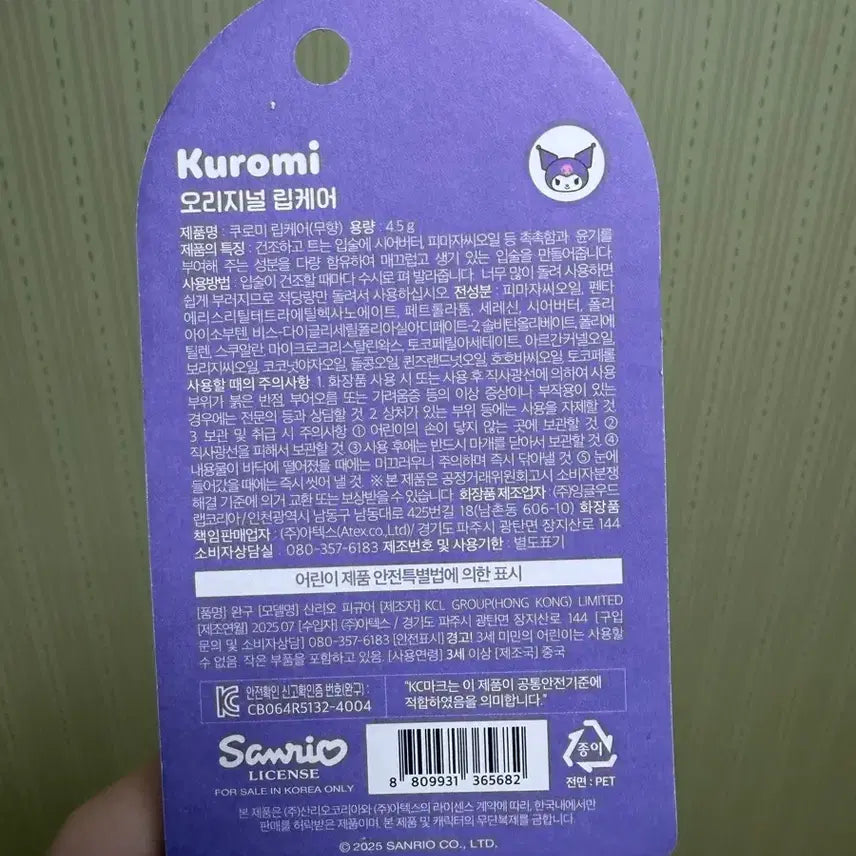 Kuromi
오리지널 립케어
제품명 : 쿠로미 립케어(무향) 용량 : 4.5 g
제품의 특징 : 건조하고 트는 입술에 시어버터, 피마자씨오일 등 촉촉함과 윤기를
부여해 주는 성분을 다량 함유하여 매끄럽고 생기 있는 입술을 만들어줍니다.
사용방법 : 입술이 건조할 때마다 수시로 펴 발라줍니다. 너무 많이 돌려 사용하면
쉽게 부러지므로 적당량만 돌려서 사용하십시오. 전성분 : 피마자씨오일, 펜타
에리스리틸테트라에틸헥사노에이트, 페트롤라툼, 세레신, 시어버터, 폴리
아이소부텐, 비스-다이글리세릴폴리아실아디페이트-2, 솔비탄올리베이트, 폴리에
틸렌, 스쿠알란, 마이크로크리스탈린왁스, 토코페릴아세테이트, 아르간커넬오일,
보리지씨오일, 코코넛야자오일, 들콩오일, 퀸즈랜드넛오일, 호호바씨오일, 토코페롤
사용할 때의 주의사항 1. 화장품 사용 시 또는 사용 후 직사광선에 의하여 사용
부위가 붉은 반점, 부어오름 또는 가려움증 등의 이상 증상이나 부작용이 있는
경우에는 전문의 등과 상담할 것 2. 상처가 있는 부위 등에는 사용을 자제할 것
3. 보관 및 취급 시 주의사항 ① 어린이의 손이 닿지 않는 곳에 보관할 것 ②
직사광선을 피해서 보관할 것 ③ 사용 후에는 반드시 마개를 닫아서 보관할 것 ④
내용물이 바닥에 떨어졌을 때에는 미끄러우니 주의하며 즉시 닦아낼 것 ⑤ 눈에
들어갔을 때에는 즉시 씻어 낼 것 ※ 본 제품은 공정거래위원회고시 소비자분쟁
해결 기준에 의거 교환 또는 보상받을 수 있습니다. 화장품 제조업자 : (주)잉글우드
랩코리아/인천광역시 남동구 남동대로 425번길 18(남촌동 606-10) 화장품
책임판매업자 : (주)아텍스(Atex.co.,Ltd)/ 경기도 파주시 광탄면 장지산로 144
소비자상담실 : 080-357-6183 제조번호 및 사용기한 : 별도표기
어린이 제품 안전특별법에 의한 표시
[품명] 완구 [모델명] 산리오 피규어 [제조자] KCL GROUP(HONG KONG) LIMITED
[제조연월] 2025.07 [수입자] (주)아텍스 / 경기도 파주시 광탄면 장지산로 144 [구입
문의 및 소비자상담] 080-357-6183 [안전표시] 경고! 3세 미만의 어린이는 사용할
수 없음. 작은 부품을 포함하고 있음. [사용연령] 3세 이상 [제조국] 중국
KC 안전확인 신고확인증 번호(완구) :
CB064R5132-4004
"KC마크는 이 제품이 공통안전기준에
적합하였음을 의미합니다."
Sanrio
LICENSE
FOR SALE IN KOREA ONLY
8 809931 365682
종이
전면 : PET
본 제품은 (주)산리오코리아와 (주)아텍스의 라이센스 계약에 따라, 한국내에서만
판매를 허락받은 제품이며, 본 제품 및 캐릭터의 무단복제를 금합니다.
© 2025 SANRIO CO., LTD.